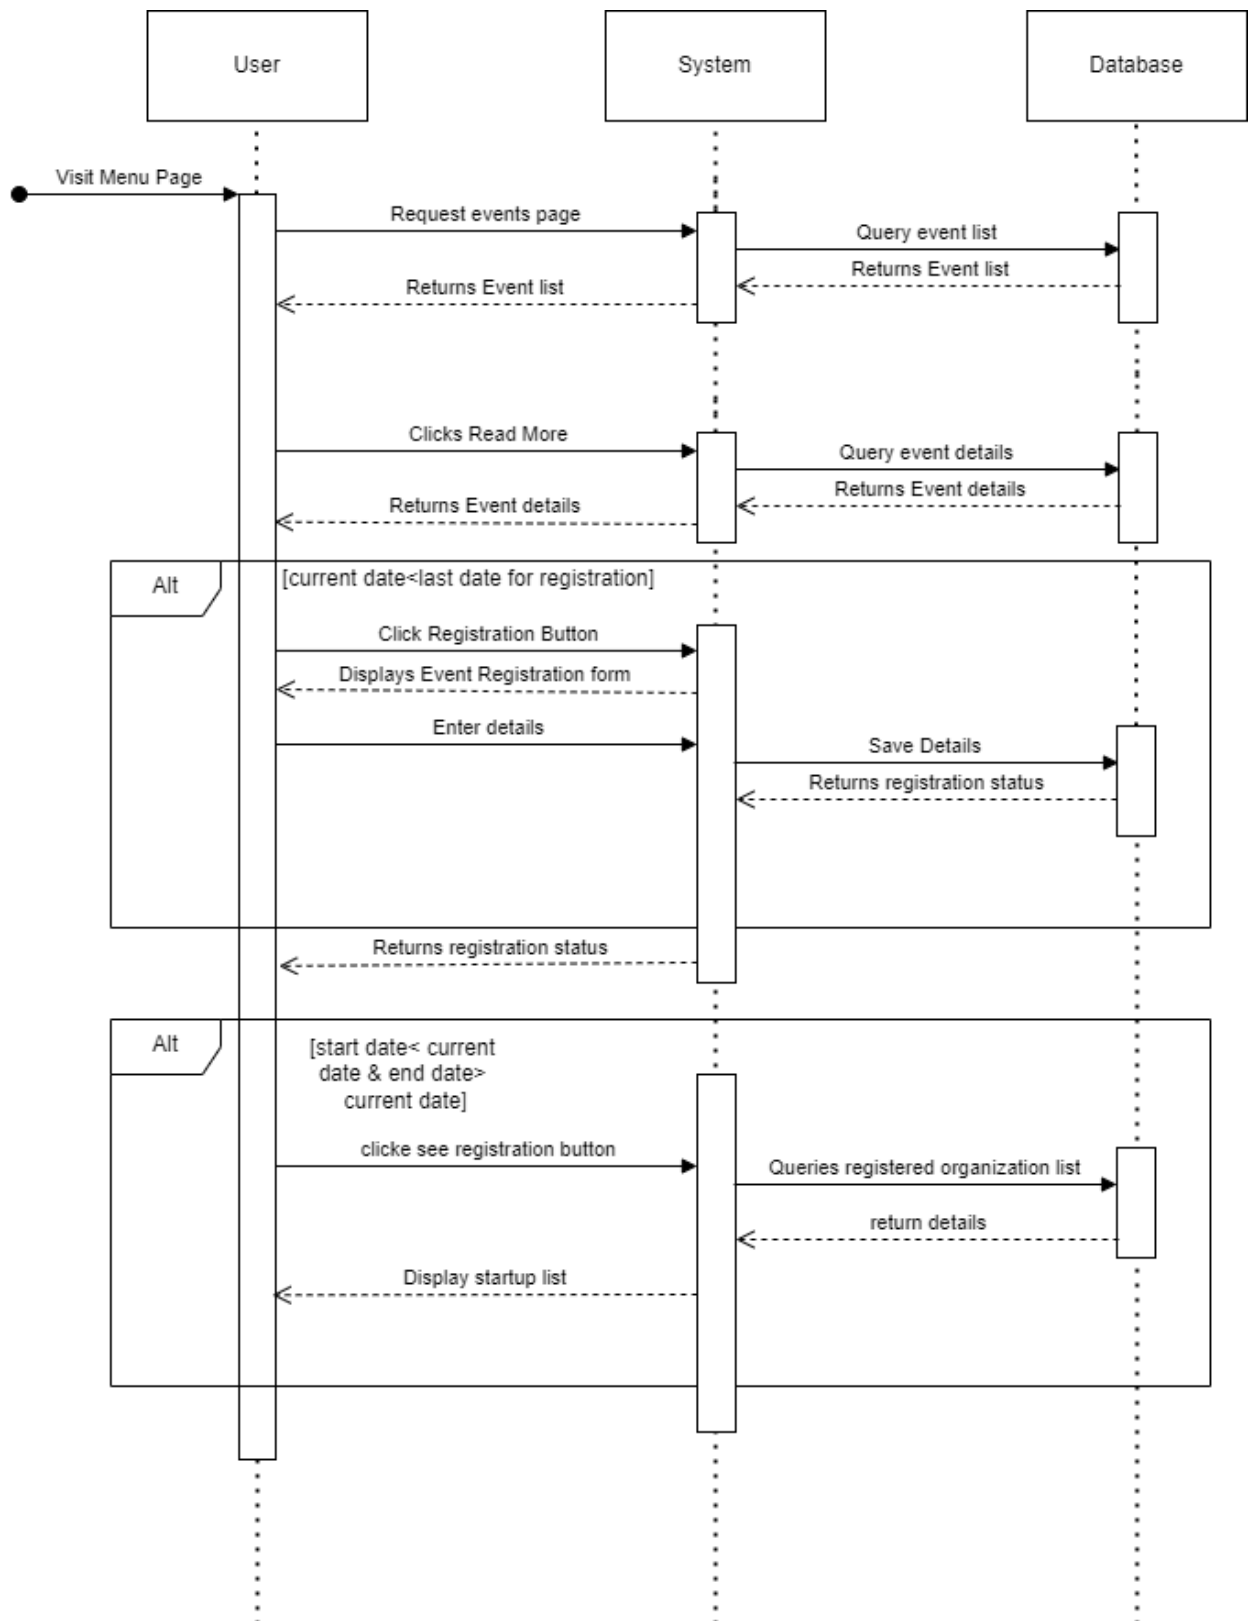 User
System
Database
Visit Menu Page
Request events page
Query event list
Returns Event list
Returns Event list
Clicks Read More
Query event details
Returns Event details
Returns Event details
Alt
[current date<last date for registration]
Click Registration Button
Displays Event Registration form
Enter details
Save Details
Returns registration status
Returns registration status
Alt
[start date< current
date & end date>
current date]
clicke see registration button
Queries registered organization list
return details
Display startup list